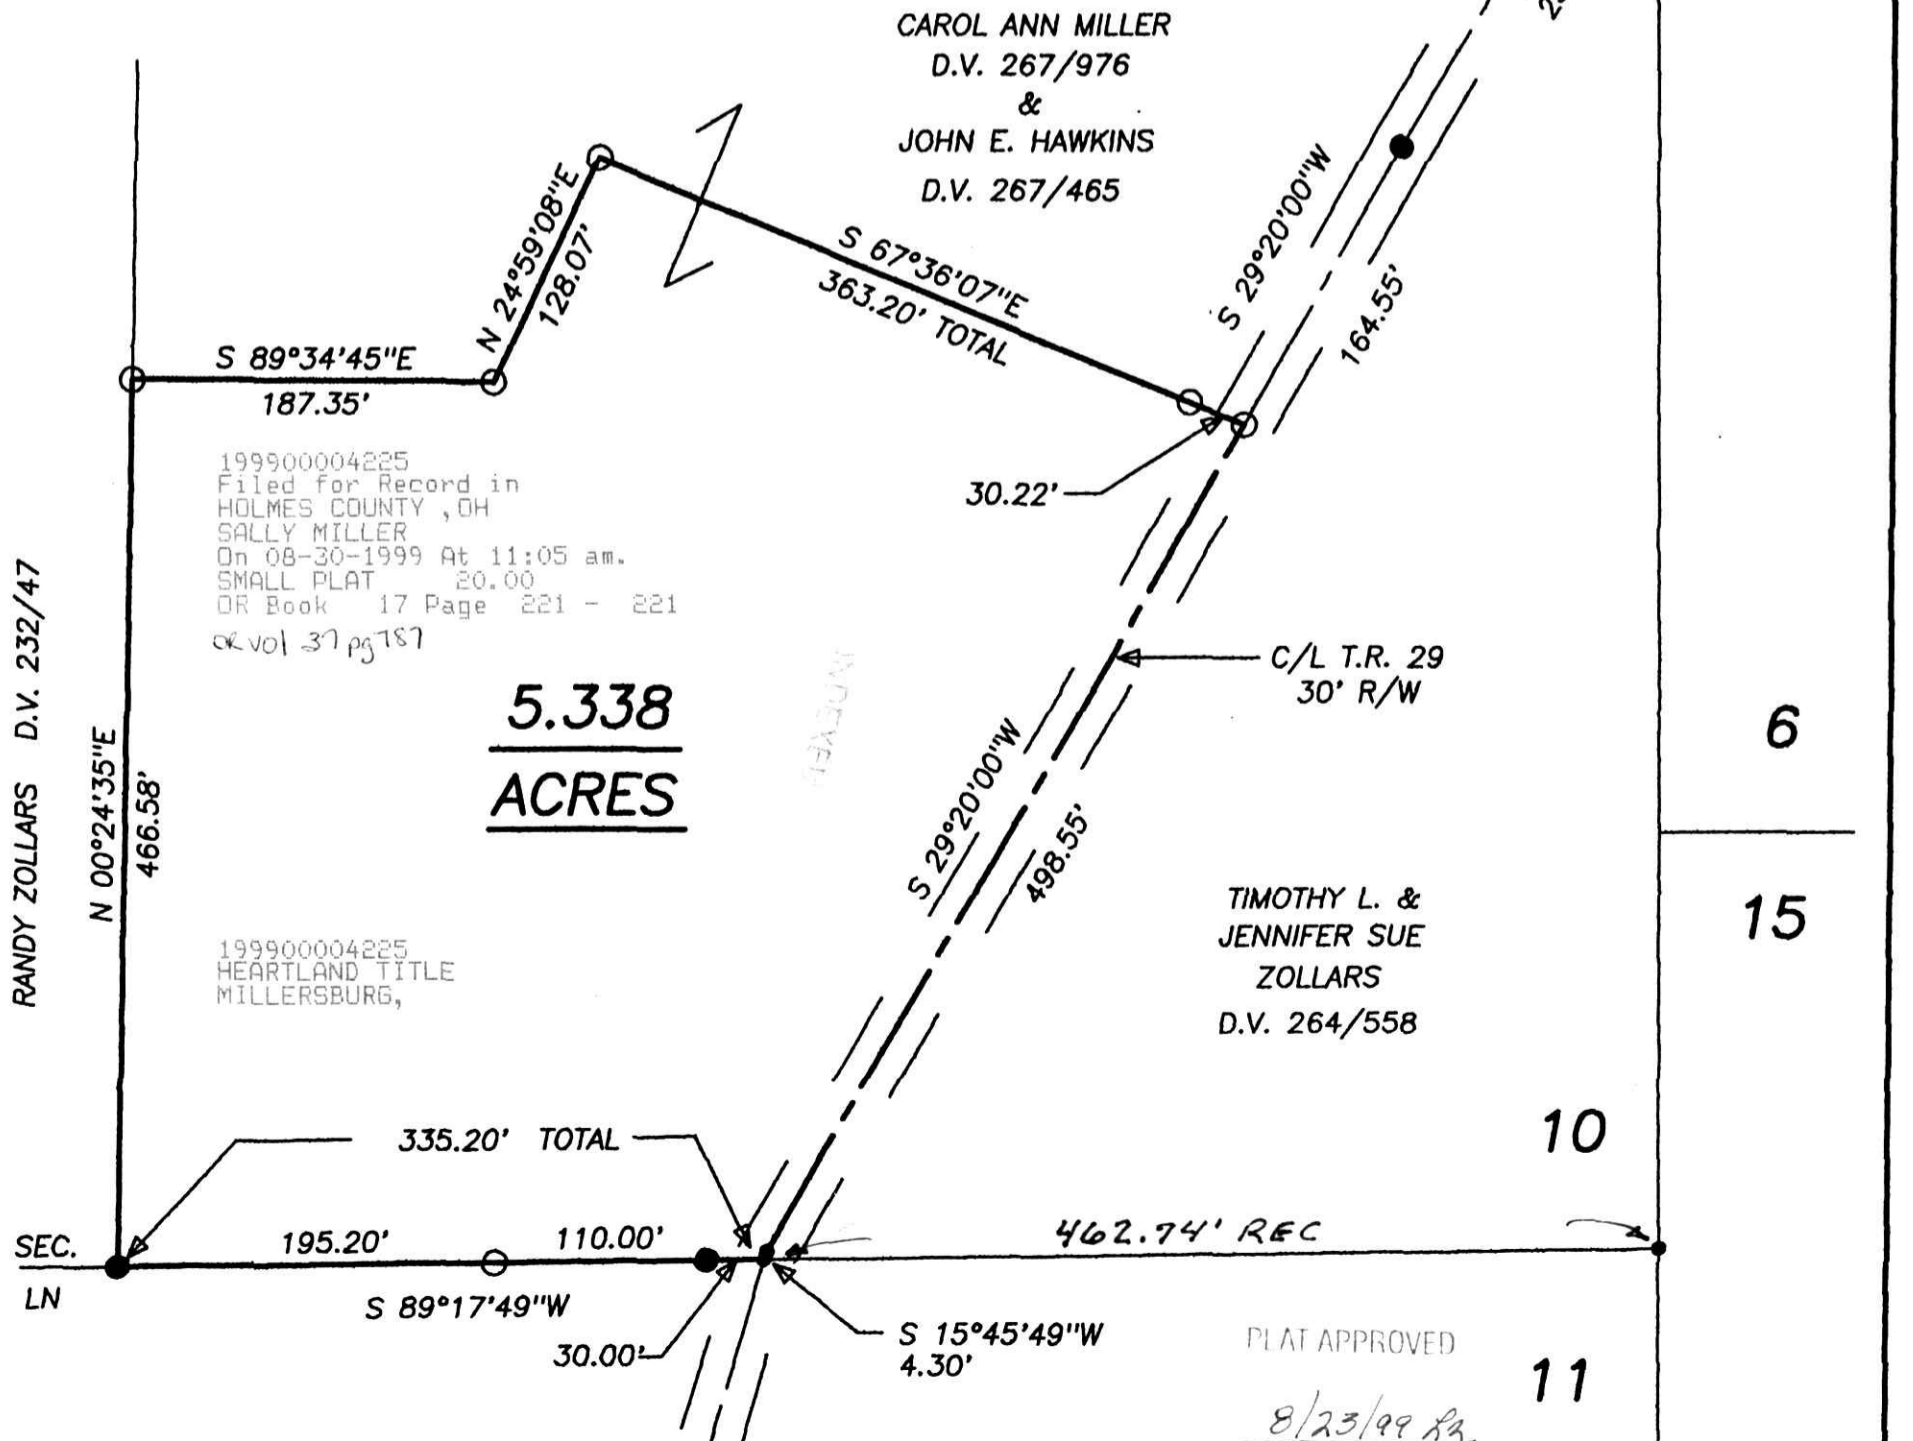 CAROL ANN MILLER
D.V. 267/976
&
JOHN E. HAWKINS
D.V. 267/465
N 24°59'08"E
128.07'
S 67°36'07"E
363.20' TOTAL
S 29°20'00"W
164.55'
S 89°34'45"E
187.35'
30.22'
199900004225
Filed for Record in
HOLMES COUNTY ,OH
SALLY MILLER
On 08-30-1999 At 11:05 am.
SMALL PLAT 20.00
OR Book 17 Page 221 - 221
OR vol 37 pg 787
RANDY ZOLLARS D.V. 232/47
N 00°24'35"E
466.58'
5.338
ACRES
INDEXED
C/L T.R. 29
30' R/W
S 29°20'00"W
498.55'
6
15
TIMOTHY L. &
JENNIFER SUE
ZOLLARS
D.V. 264/558
199900004225
HEARTLAND TITLE
MILLERSBURG,
10
335.20' TOTAL
SEC.
LN
195.20'
110.00'
462.74' REC
S 89°17'49"W
30.00'
S 15°45'49"W
4.30'
PLAT APPROVED
11
8/23/99